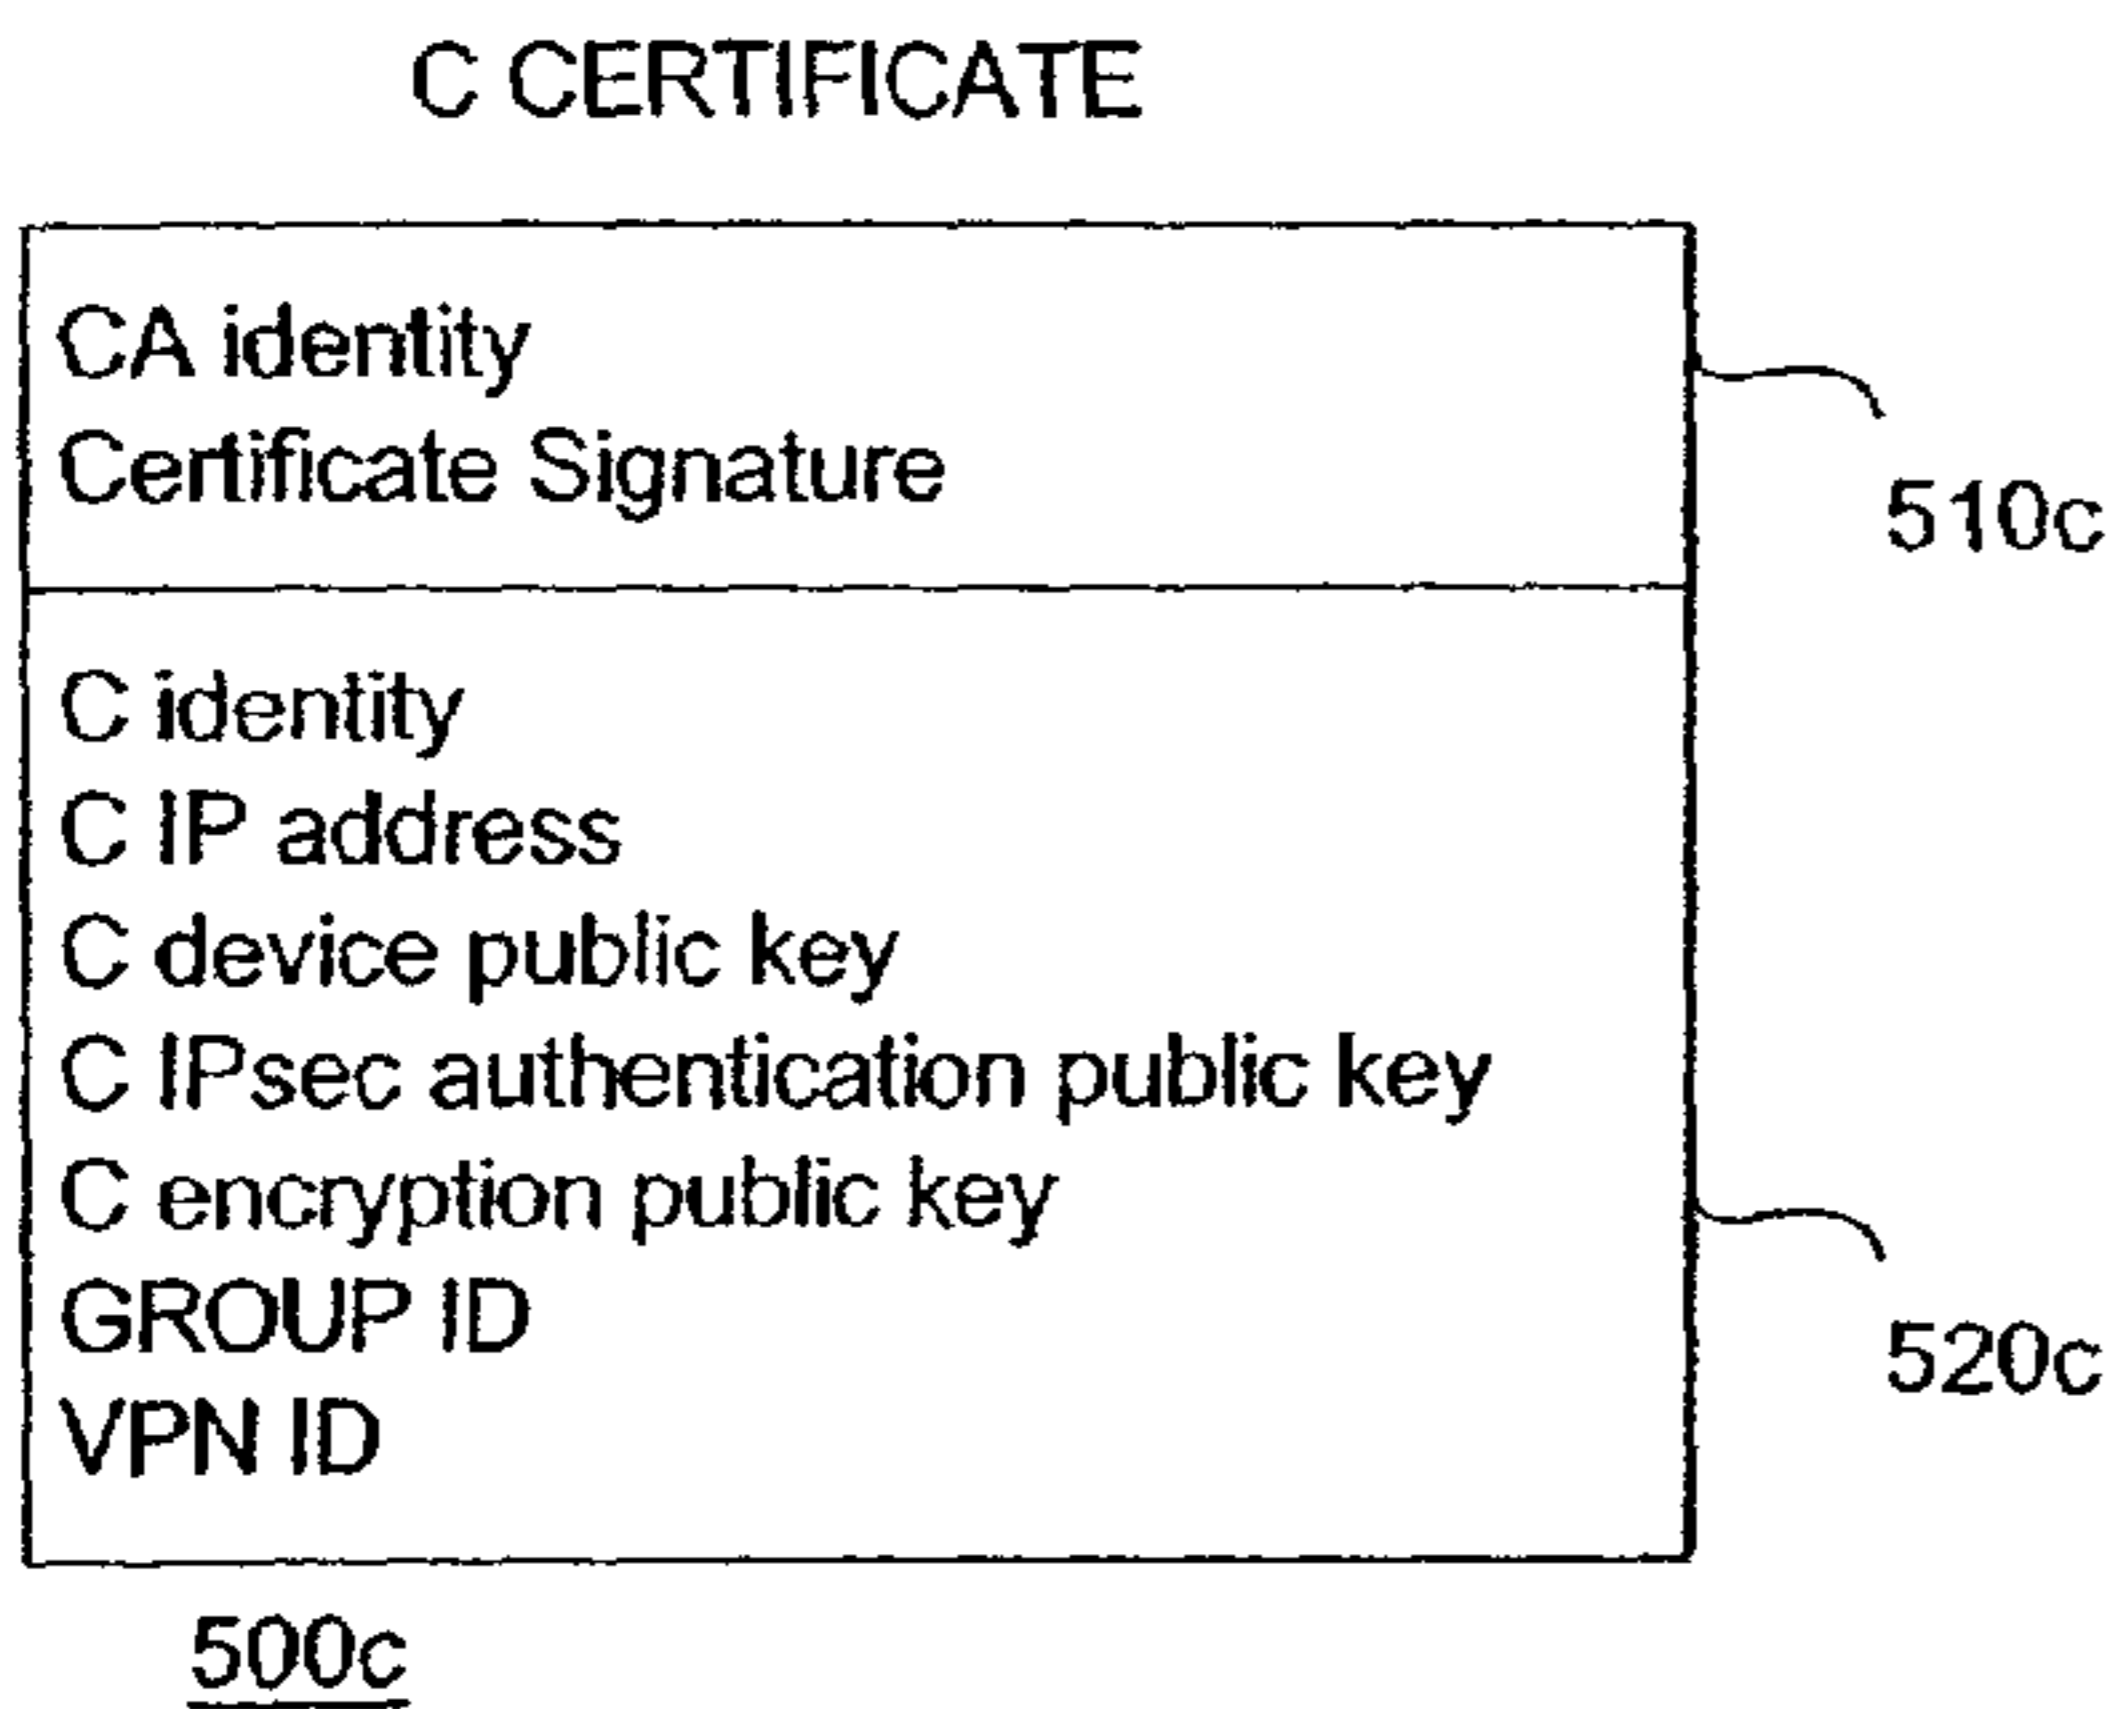 C CERTIFICATE
CA identity
Certificate Signature
510c
C identity
C IP address
C device public key
C IPsec authentication public key
C encryption public key
GROUP ID
VPN ID
520c
500c